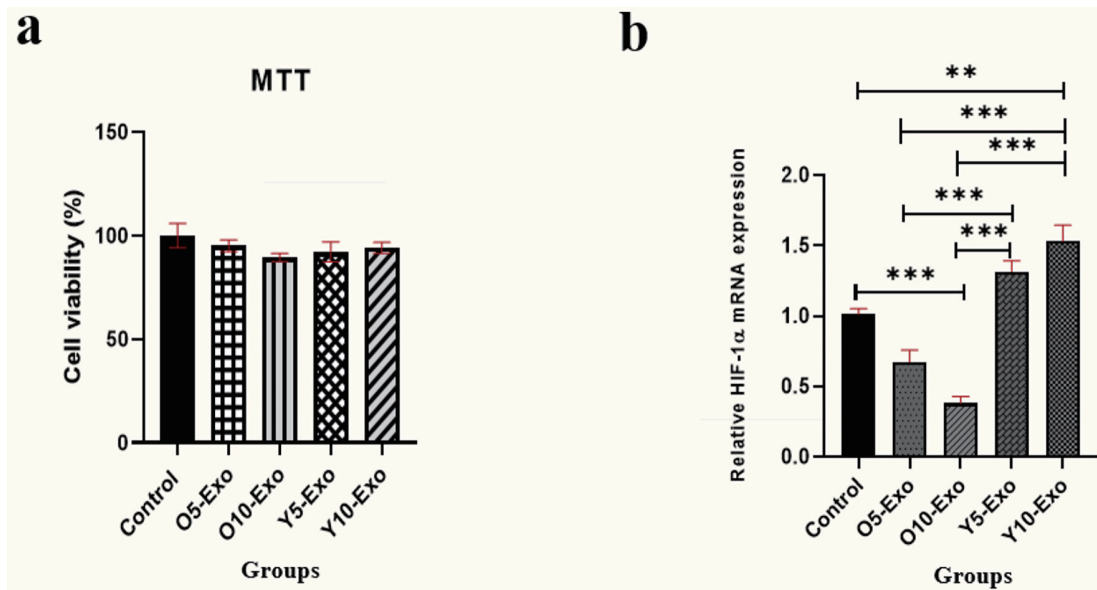 a
MTT
Cell viability (%)
150
100
50
0
Control
O5-Exo
O10-Exo
Y5-Exo
Y10-Exo
Groups
b
**
***
***
***
***
***
Relative HIF-1α mRNA expression
2.0
1.5
1.0
0.5
0.0
Control
O5-Exo
O10-Exo
Y5-Exo
Y10-Exo
Groups